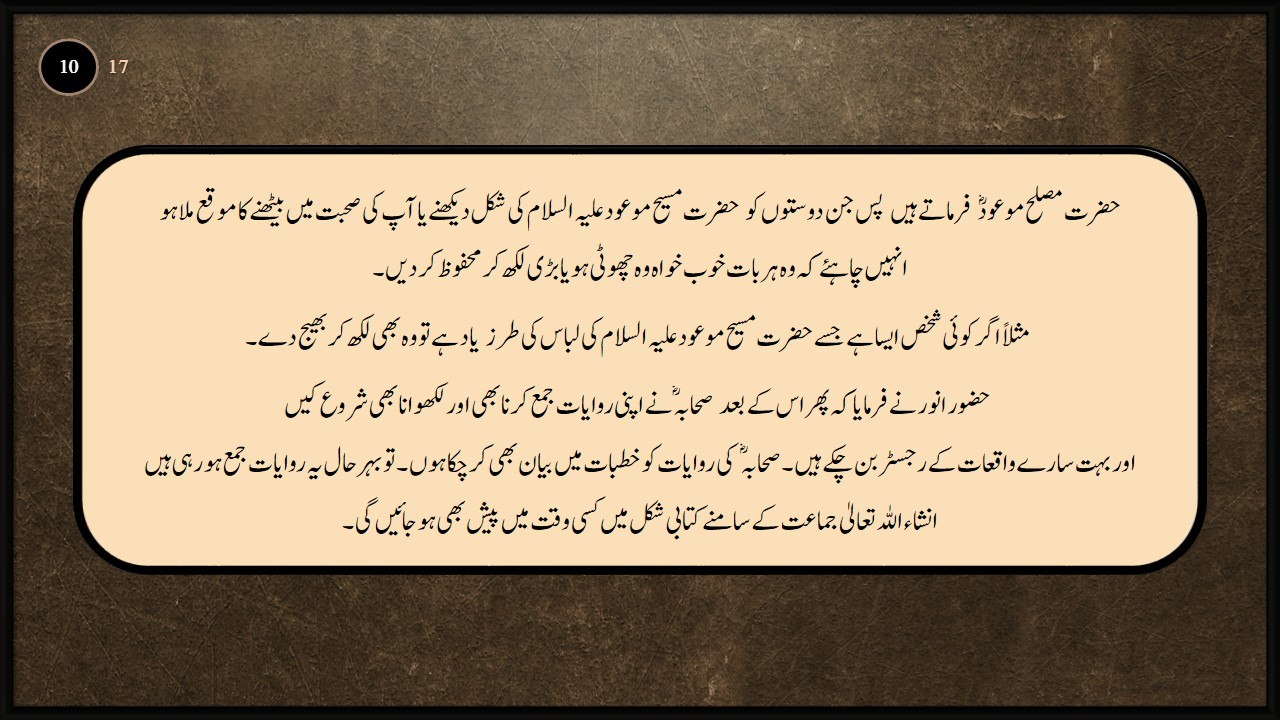 10 17
حضرت مصلح موعودؓ فرماتے ہیں پس جن دوستوں کو حضرت مسیح موعود علیہ السلام کی شکل دیکھنے یا آپ کی صحبت میں بیٹھنے کا موقع ملا ہو
انہیں چاہئے کہ وہ ہر بات خوب خواہ وہ چھوٹی ہو یا بڑی لکھ کر محفوظ کر دیں۔
مثلاً اگر کوئی شخص ایسا ہے جسے حضرت مسیح موعود علیہ السلام کی لباس کی طرز یاد ہے تو وہ بھی لکھ کر بھیج دے۔
حضور انور نے فرمایا کہ پھر اس کے بعد صحابہؓ نے اپنی روایات جمع کرنا بھی اور لکھوانا بھی شروع کیں
اور بہت سارے واقعات کے رجسٹر بن چکے ہیں۔ صحابہؓ کی روایات کو خطبات میں بیان بھی کر چکا ہوں۔ تو بہر حال یہ روایات جمع ہو رہی ہیں
انشاء اللہ تعالیٰ جماعت کے سامنے کتابی شکل میں کسی وقت میں پیش بھی ہو جائیں گی۔